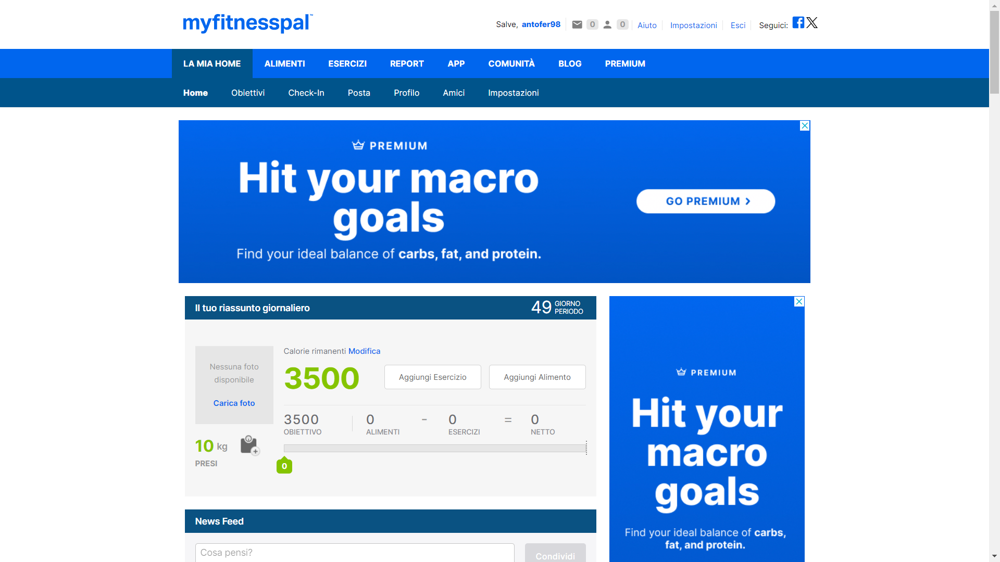 myfitnesspal™
Salve, antofer98 0 0 Aiuto Impostazioni Esci Seguici:
LA MIA HOME ALIMENTI ESERCIZI REPORT APP COMUNITÀ BLOG PREMIUM
Home Obiettivi Check-In Posta Profilo Amici Impostazioni
PREMIUM
Hit your macro
goals
Find your ideal balance of carbs, fat, and protein.
GO PREMIUM
Il tuo riassunto giornaliero
49 GIORNO
PERIODO
Nessuna foto
disponibile
Carica foto
10 kg
PRESI
Calorie rimanenti Modifica
3500
Aggiungi Esercizio Aggiungi Alimento
3500 0 - 0 = 0
OBIETTIVO ALIMENTI ESERCIZI NETTO
0
News Feed
Cosa pensi?
Condividi
PREMIUM
Hit your
macro
goals
Find your ideal balance of carbs,
fat, and protein.